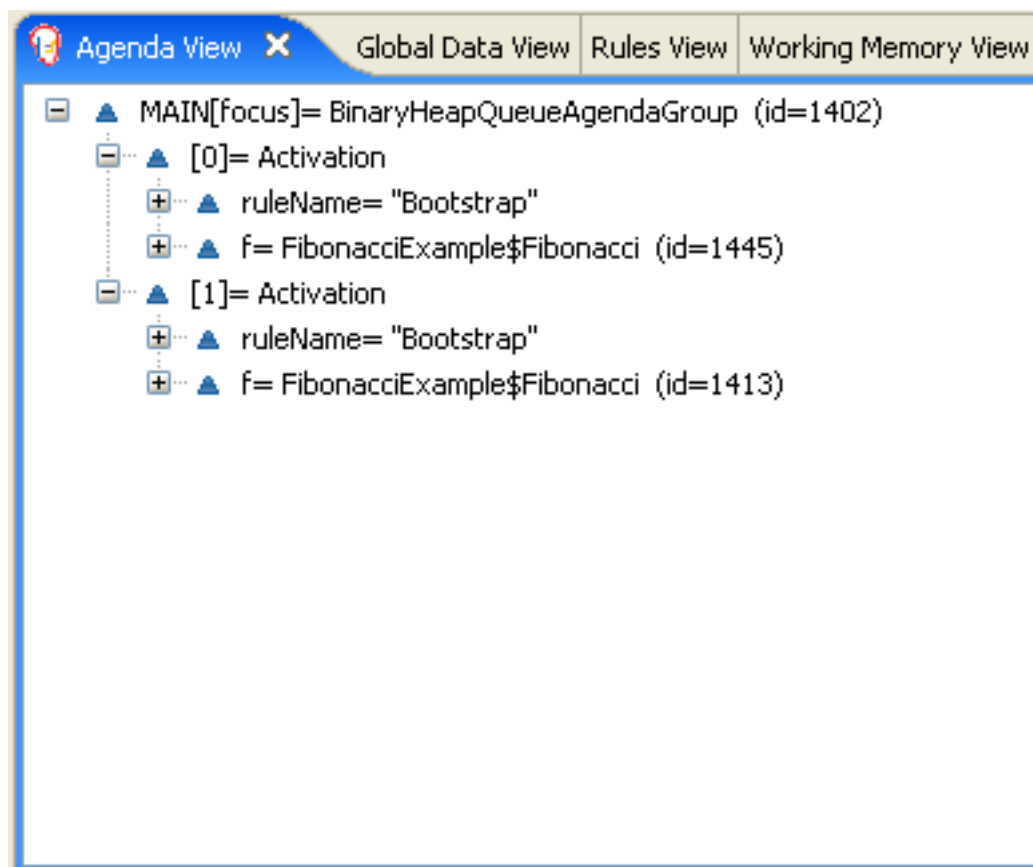 Agenda View Global Data View Rules View Working Memory View
MAIN[focus]= BinaryHeapQueueAgendaGroup (id=1402)
[0]= Activation
ruleName= "Bootstrap"
f= FibonacciExample$Fibonacci (id=1445)
[1]= Activation
ruleName= "Bootstrap"
f= FibonacciExample$Fibonacci (id=1413)